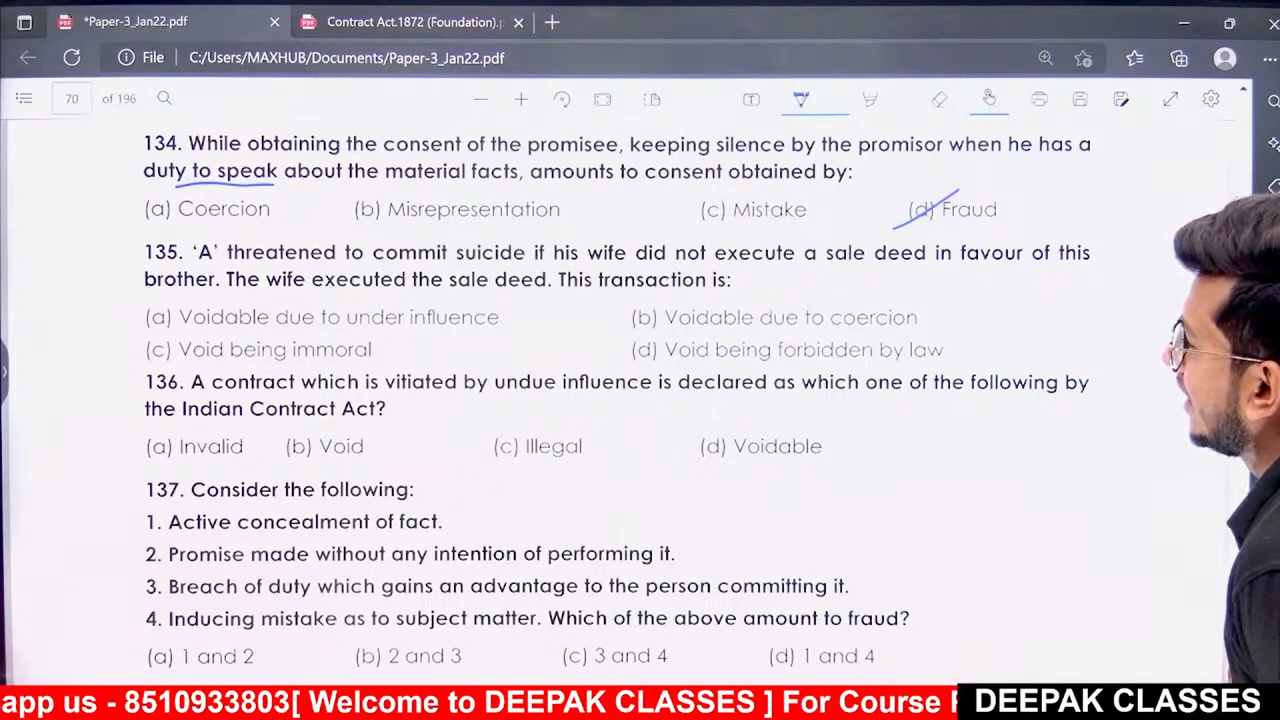 *Paper-3_Jan22.pdf
Contract Act.1872 (Foundation).p
File
C:/Users/MAXHUB/Documents/Paper-3_Jan22.pdf
70 of 196
134. While obtaining the consent of the promisee, keeping silence by the promisor when he has a
duty to speak about the material facts, amounts to consent obtained by:
(a) Coercion (b) Misrepresentation (c) Mistake (d) Fraud
135. ‘A’ threatened to commit suicide if his wife did not execute a sale deed in favour of this
brother. The wife executed the sale deed. This transaction is:
(a) Voidable due to under influence (b) Voidable due to coercion
(c) Void being immoral (d) Void being forbidden by law
136. A contract which is vitiated by undue influence is declared as which one of the following by
the Indian Contract Act?
(a) Invalid (b) Void (c) Illegal (d) Voidable
137. Consider the following:
1. Active concealment of fact.
2. Promise made without any intention of performing it.
3. Breach of duty which gains an advantage to the person committing it.
4. Inducing mistake as to subject matter. Which of the above amount to fraud?
(a) 1 and 2 (b) 2 and 3 (c) 3 and 4 (d) 1 and 4
app us - 8510933803[ Welcome to DEEPAK CLASSES ] For Course
DEEPAK CLASSES